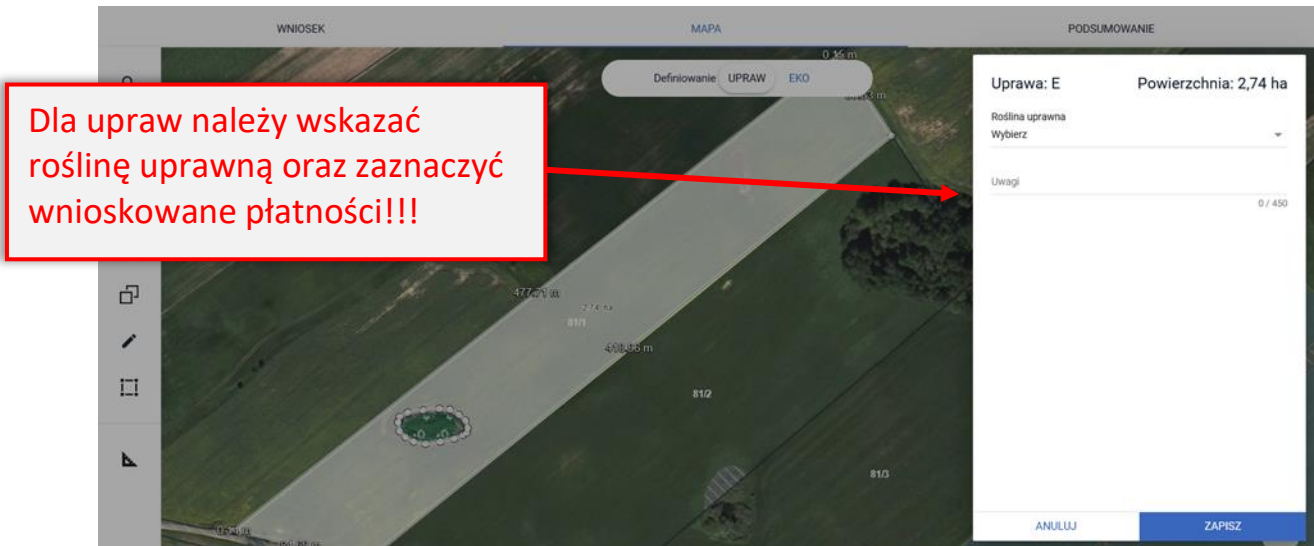 WNIOSEK
MAPA
PODSUMOWANIE
Definiowanie UPRAW EKO
Dla upraw należy wskazać
roślinę uprawną oraz zaznaczyć
wnioskowane płatności!!!
Uprawa: E
Powierzchnia: 2,74 ha
Roślina uprawna
Wybierz
Uwagi
0 / 450
477,71 m
2,74 ha
81/1
81/2
81/3
ANULUJ
ZAPISZ